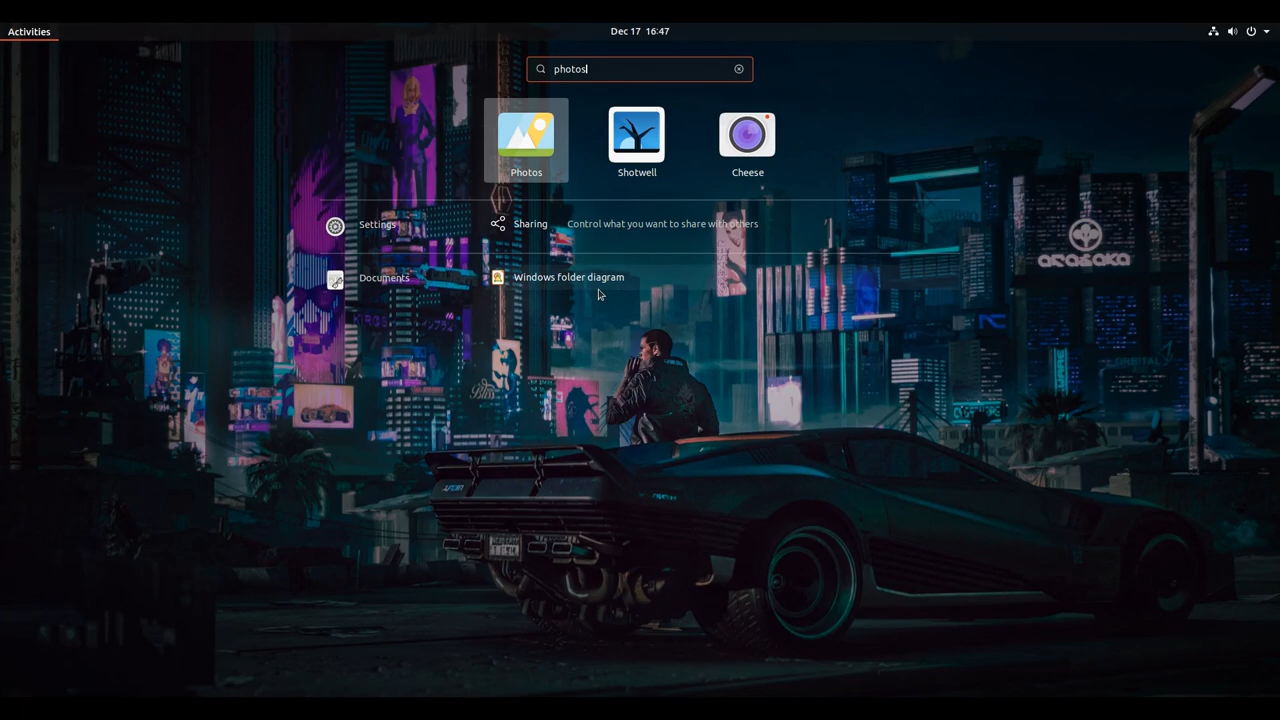 Activities
Dec 17 16:47
photos
Photos
Shotwell
Cheese
Settings
Sharing
Control what you want to share with others
Documents
Windows folder diagram
arasaka